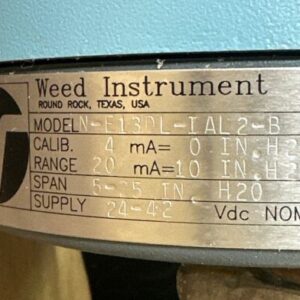 Weed Instrument
ROUND ROCK, TEXAS, USA
MODEL N-E13DL-IAL2-B
CALIB. 4 mA= 0 IN.H2
RANGE 20 mA= 10 IN.H
SPAN 5-25 IN. H20
SUPPLY 24-42 Vdc NOM